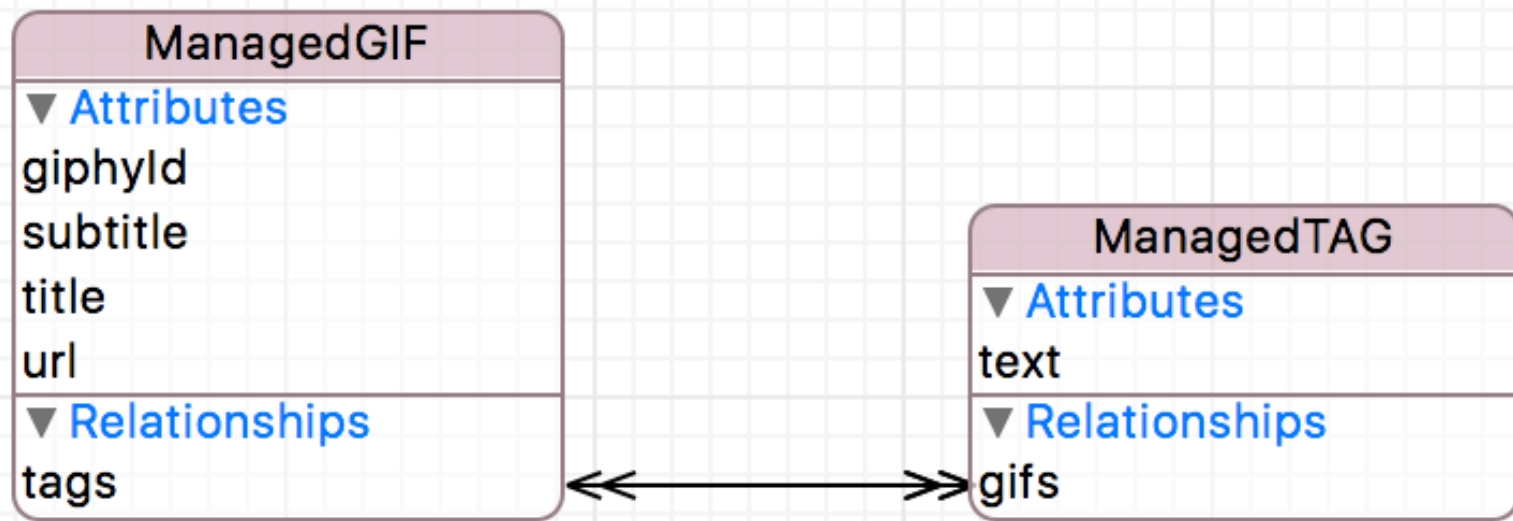 ManagedGIF
Attributes
giphyId
subtitle
title
url
Relationships
tags
ManagedTAG
Attributes
text
Relationships
gifs